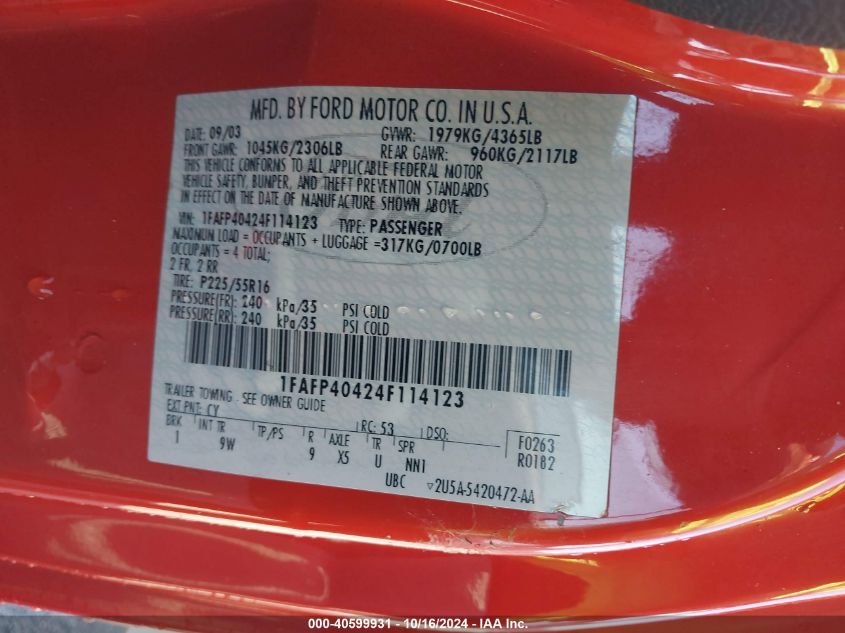 MFD. BY FORD MOTOR CO. IN U.S.A.
DATE: 09/03 GVWR: 1979KG/4365LB
FRONT GAWR: 1045KG/2306LB REAR GAWR: 960KG/2117LB
THIS VEHICLE CONFORMS TO ALL APPLICABLE FEDERAL MOTOR
VEHICLE SAFETY, BUMPER, AND THEFT PREVENTION STANDARDS
IN EFFECT ON THE DATE OF MANUFACTURE SHOWN ABOVE.
VIN: 1FAFP40424F114123 TYPE: PASSENGER
MAXIMUM LOAD = OCCUPANTS + LUGGAGE =317KG/0700LB
OCCUPANTS = 4 TOTAL;
2 FR, 2 RR
TIRE: P225/55R16
PRESSURE(FR): 240 kPa/35 PSI COLD
PRESSURE(RR): 240 kPa/35 PSI COLD
1FAFP40424F114123
TRAILER TOWING - SEE OWNER GUIDE
EXT PNT: CY RC: 53 DSO: F0263
BRK INT TR TP/PS R AXLE TR SPR R0182
1 9W 9 X5 U NN1
UBC ▽2U5A-5420472-AA
000-40599931 - 10/16/2024 - IAA Inc.